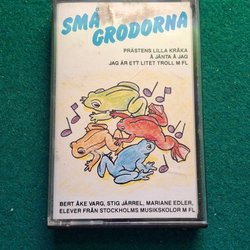 SMÅ
GRODORNA
PRÄSTENS LILLA KRÅKA
Å JÄNTA Å JAG
JAG ÄR ETT LITET TROLL M FL
BERT ÅKE VARG, STIG JÄRREL, MARIANE EDLER,
ELEVER FRÅN STOCKHOLMS MUSIKSKOLOR M FL